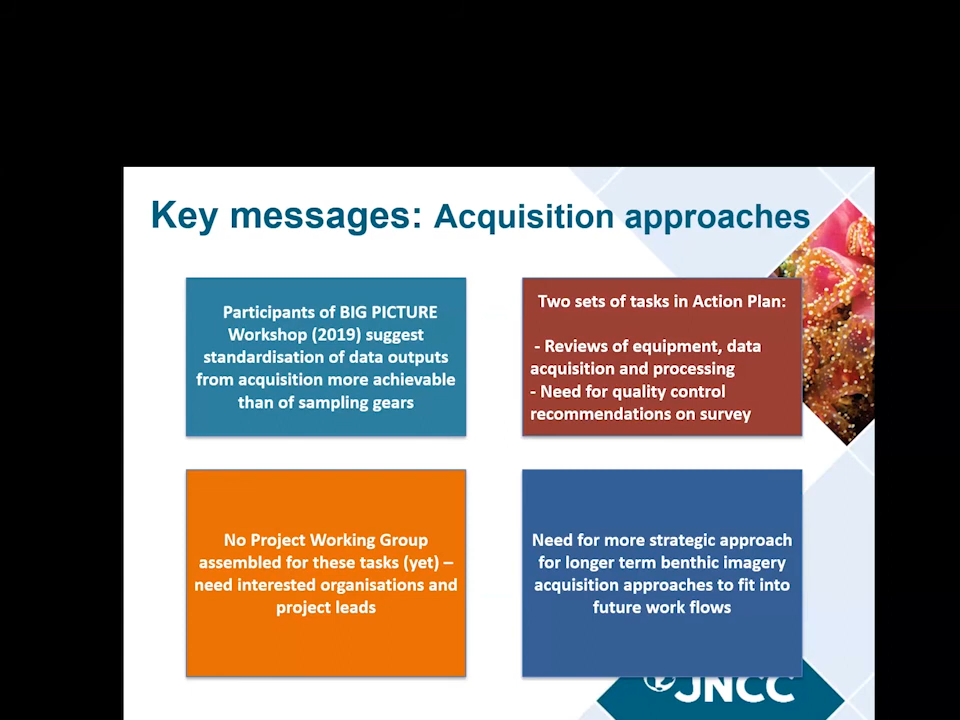 Key messages: Acquisition approaches
Participants of BIG PICTURE
Workshop (2019) suggest
standardisation of data outputs
from acquisition more achievable
than of sampling gears
Two sets of tasks in Action Plan:
- Reviews of equipment, data
acquisition and processing
- Need for quality control
recommendations on survey
No Project Working Group
assembled for these tasks (yet) –
need interested organisations and
project leads
Need for more strategic approach
for longer term benthic imagery
acquisition approaches to fit into
future work flows
JNCC